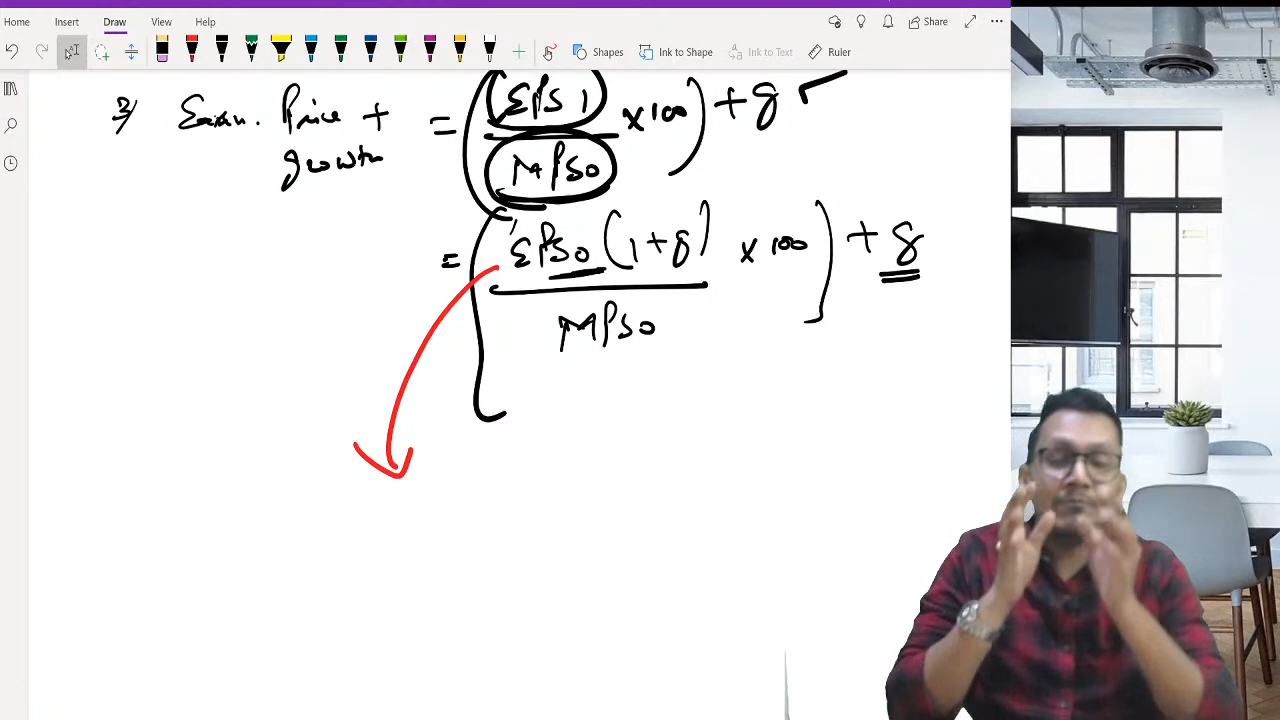 Home Insert Draw View Help Share
Shapes Ink to Shape Ink to Text Ruler
3/ Earn. Price + growth = (EPS 1 / MPS0 x 100) + g
= (EPS0 (1+g) / MPS0 x 100) + g